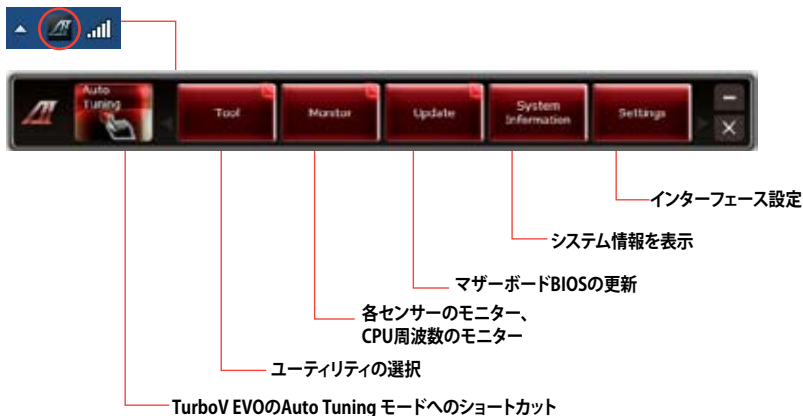 Auto
Tuning
Tool
Monitor
Update
System
Information
Settings
インターフェース設定
システム情報を表示
マザーボードBIOSの更新
各センサーのモニター、
CPU周波数のモニター
ユーティリティの選択
TurboV EVOのAuto Tuning モードへのショートカット